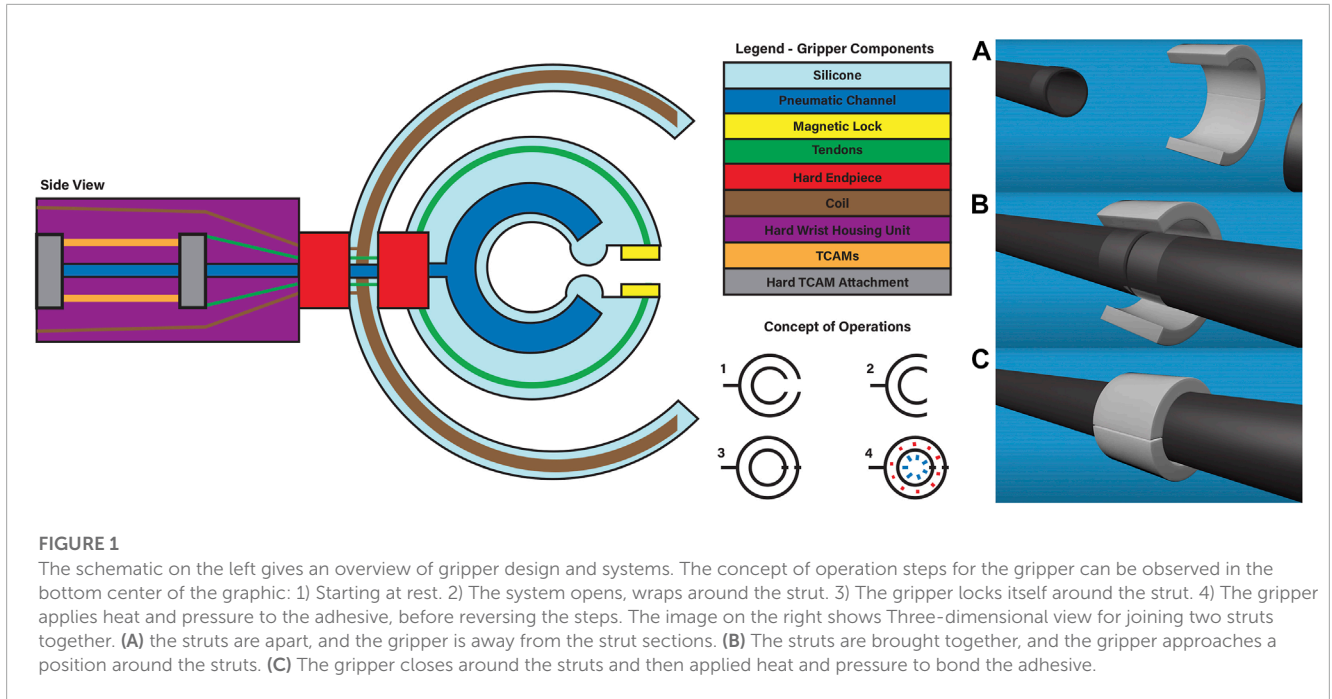 Side View
Legend - Gripper Components
Silicone
Pneumatic Channel
Magnetic Lock
Tendons
Hard Endpiece
Coil
Hard Wrist Housing Unit
TCAMs
Hard TCAM Attachment
Concept of Operations
1
2
3
4
A
B
C
FIGURE 1
The schematic on the left gives an overview of gripper design and systems. The concept of operation steps for the gripper can be observed in the
bottom center of the graphic: 1) Starting at rest. 2) The system opens, wraps around the strut. 3) The gripper locks itself around the strut. 4) The gripper
applies heat and pressure to the adhesive, before reversing the steps. The image on the right shows Three-dimensional view for joining two struts
together. (A) the struts are apart, and the gripper is away from the strut sections. (B) The struts are brought together, and the gripper approaches a
position around the struts. (C) The gripper closes around the struts and then applied heat and pressure to bond the adhesive.